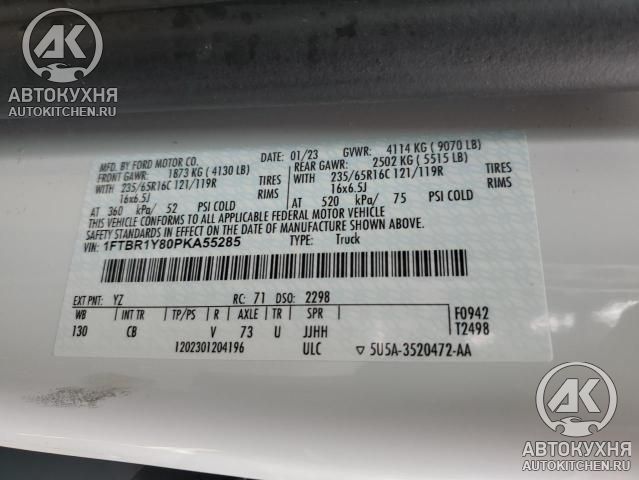 AK
АВТОКУХНЯ
AUTOKITCHEN.RU
MFD. BY FORD MOTOR CO.
DATE: 01/23 GVWR: 4114 KG ( 9070 LB)
FRONT GAWR: 1873 KG ( 4130 LB)
REAR GAWR: 2502 KG ( 5515 LB)
WITH 235/65R16C 121/119R TIRES
WITH 235/65R16C 121/119R TIRES
16x6.5J
16x6.5J
AT 360 kPa/ 52 PSI COLD
AT 520 kPa/ 75 PSI COLD
THIS VEHICLE CONFORMS TO ALL APPLICABLE FEDERAL MOTOR VEHICLE
SAFETY STANDARDS IN EFFECT ON THE DATE OF MANUFACTURE SHOWN ABOVE.
VIN: 1FTBR1Y80PKA55285 TYPE: Truck
EXT PNT: YZ RC: 71 DSO: 2298
WB INT TR TP/PS R AXLE TR SPR F0942
130 CB V 73 U JJHH T2498
1202301204196 ULC ▽ 5U5A-3520472-AA
AK
АВТОКУХНЯ
AUTOKITCHEN.RU